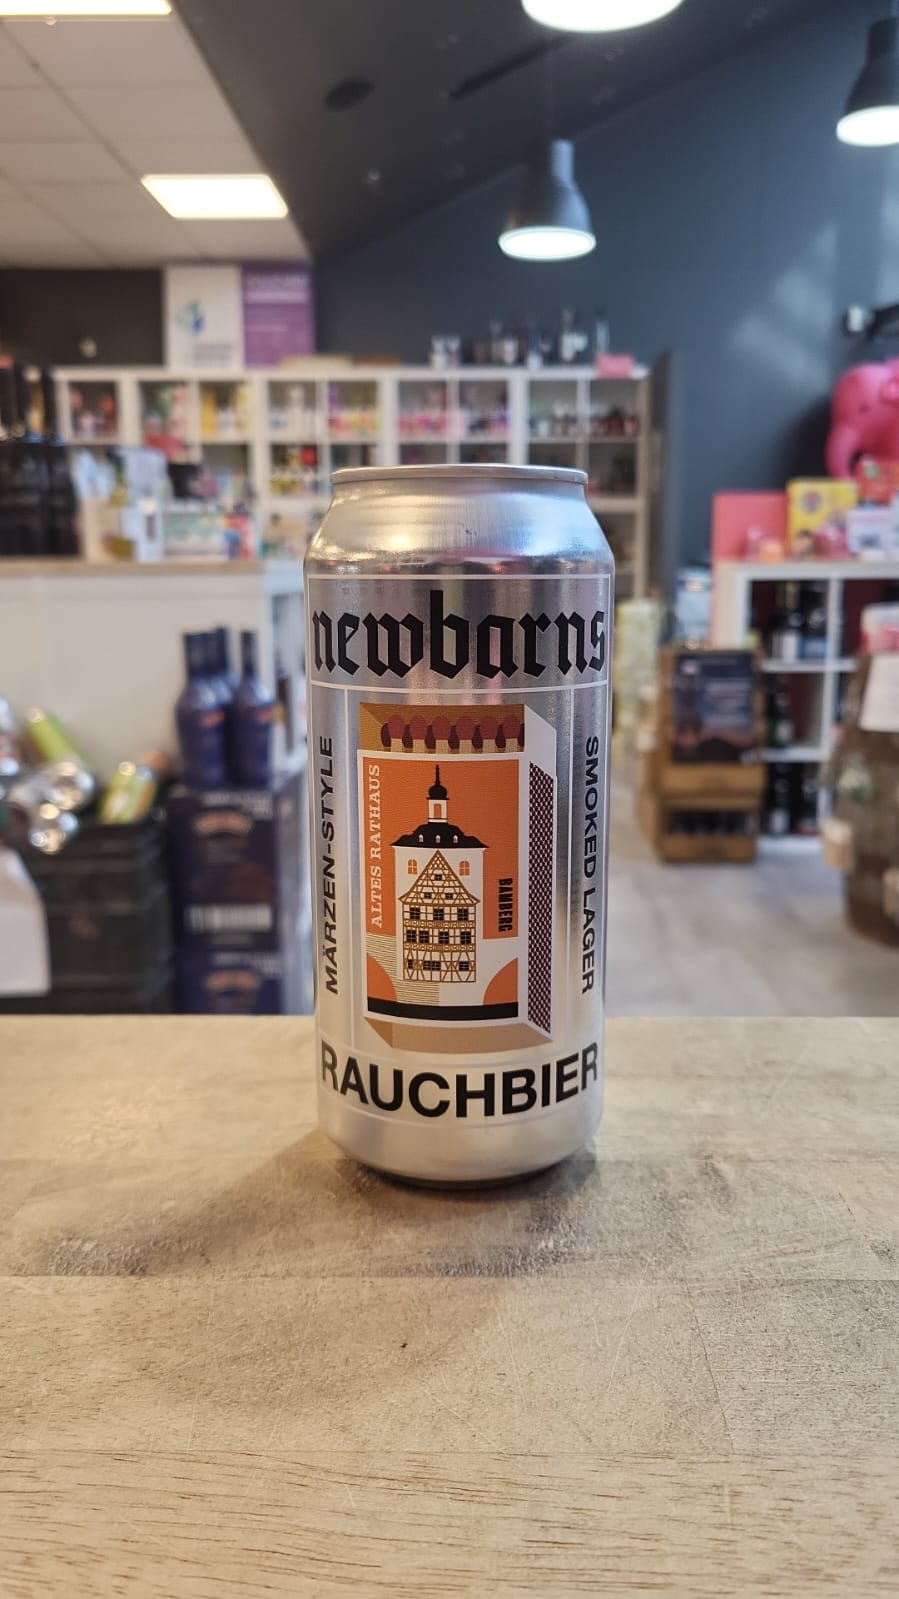 newbarns
MÄRZEN-STYLE
ALTES RATHAUS
BAMBERG
SMOKED LAGER
RAUCHBIER